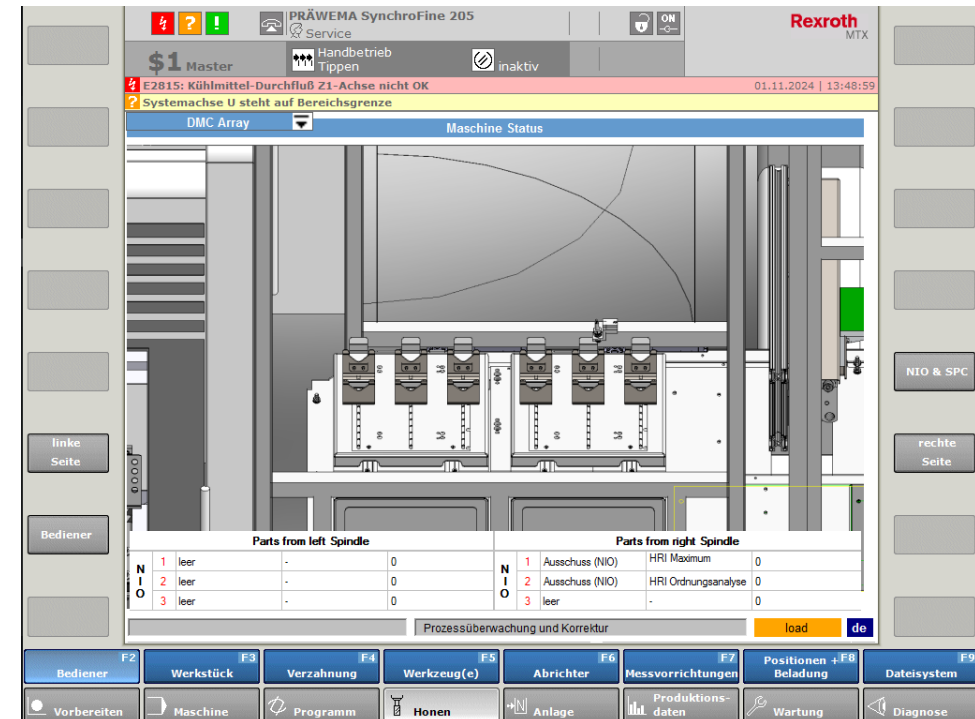 PRÄWEMA SynchroFine 205
Service
ON
Rexroth
MTX
$1 Master
Handbetrieb
Tippen
inaktiv
E2815: Kühlmittel-Durchfluß Z1-Achse nicht OK
01.11.2024 | 13:48:59
Systemachse U steht auf Bereichsgrenze
DMC Array
Maschine Status
NIO & SPC
linke
Seite
rechte
Seite
Bediener
Parts from left Spindle
Parts from right Spindle
NIO
1 leer - 0
2 leer - 0
3 leer - 0
NIO
1 Ausschuss (NIO) HRI Maximum 0
2 Ausschuss (NIO) HRI Ordnungsanalyse 0
3 leer - 0
Prozessüberwachung und Korrektur
load
de
F2
Bediener
F3
Werkstück
F4
Verzahnung
F5
Werkzeug(e)
F6
Abrichter
F7
Messvorrichtungen
F8
Positionen +
Beladung
F9
Dateisystem
Vorbereiten
Maschine
Programm
Honen
Anlage
Produktions-
daten
Wartung
Diagnose